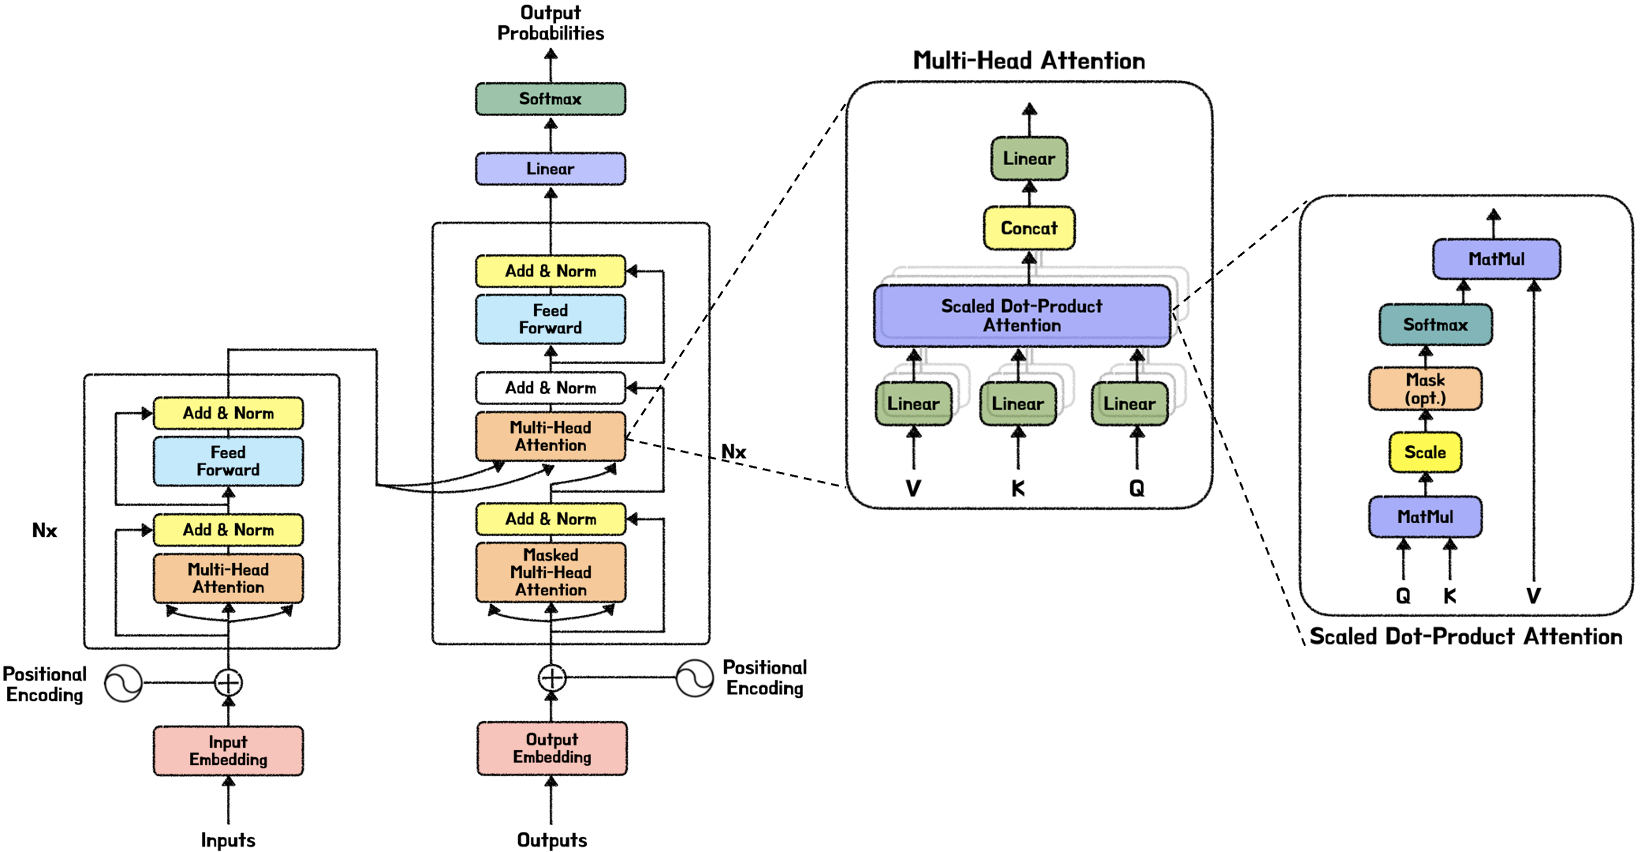 Output
Probabilities
Softmax
Linear
Add & Norm
Feed
Forward
Add & Norm
Multi-Head
Attention
Nx
Add & Norm
Masked
Multi-Head
Attention
Positional
Encoding
Output
Embedding
Outputs
Add & Norm
Feed
Forward
Nx
Add & Norm
Multi-Head
Attention
Positional
Encoding
Input
Embedding
Inputs
Multi-Head Attention
Linear
Concat
Scaled Dot-Product
Attention
Linear
Linear
Linear
V
K
Q
MatMul
Softmax
Mask
(opt.)
Scale
MatMul
Q
K
V
Scaled Dot-Product Attention